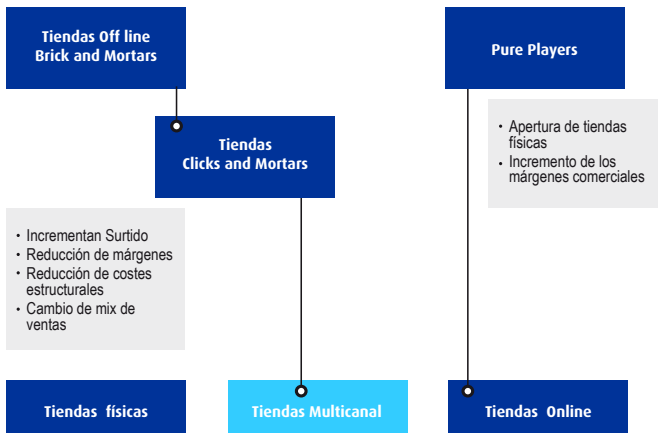 Tiendas Off line
Brick and Mortars
Pure Players
Tiendas
Clicks and Mortars
• Apertura de tiendas
físicas
• Incremento de los
márgenes comerciales
• Incrementan Surtido
• Reducción de márgenes
• Reducción de costes
estructurales
• Cambio de mix de
ventas
Tiendas físicas
Tiendas Multicanal
Tiendas Online